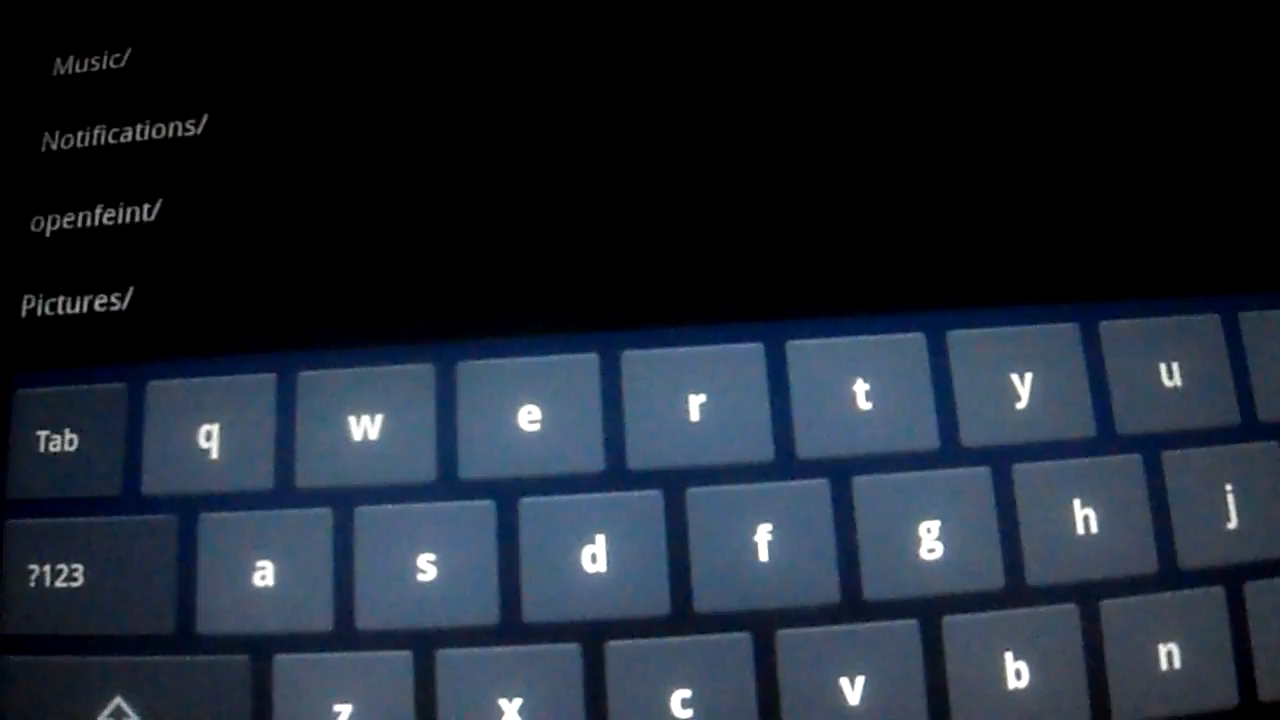 Music/
Notifications/
openfeint/
Pictures/
Tab q w e r t y u
?123 a s d f g h j
z x c v b n